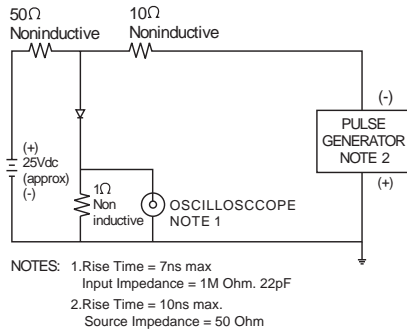 50Ω
Noninductive
10Ω
Noninductive
(+)
25Vdc
(approx)
(-)
1Ω
Non
inductive
OSCILLOSCCOPE
NOTE 1
(-)
PULSE
GENERATOR
NOTE 2
(+)
NOTES: 1.Rise Time = 7ns max
Input Impedance = 1M Ohm. 22pF
2.Rise Time = 10ns max.
Source Impedance = 50 Ohm